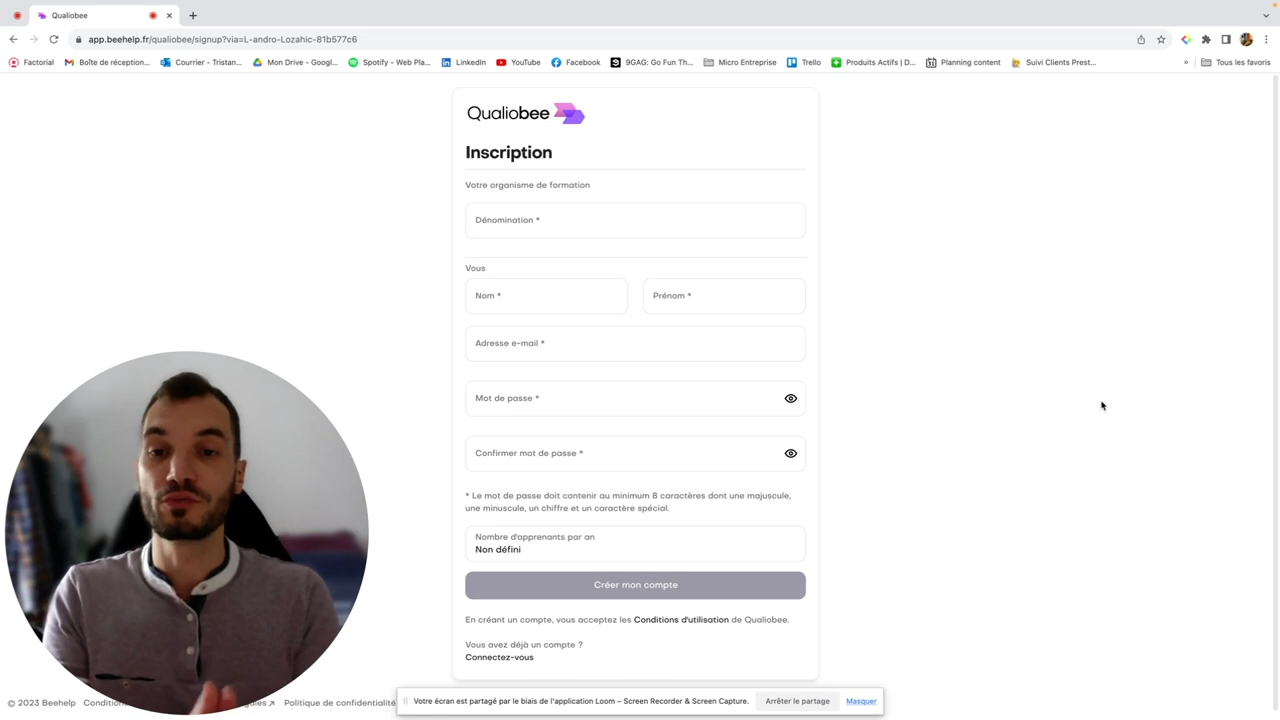 Qualiobee
app.beehelp.fr/qualiobee/signup?via=L-andro-Lozahic-81b577c6
Factorial
Boîte de réception...
Courrier - Tristan...
Mon Drive - Googl...
Spotify - Web Pla...
LinkedIn
YouTube
Facebook
9GAG: Go Fun Th...
Micro Entreprise
Trello
Produits Actifs | D...
Planning content
Suivi Clients Prest...
»
Tous les favoris
Qualiobee
Inscription
Votre organisme de formation
Dénomination *
Vous
Nom *
Prénom *
Adresse e-mail *
Mot de passe *
Confirmer mot de passe *
* Le mot de passe doit contenir au minimum 8 caractères dont une majuscule,
une minuscule, un chiffre et un caractère spécial.
Nombre d'apprenants par an
Non défini
Créer mon compte
En créant un compte, vous acceptez les Conditions d'utilisation de Qualiobee.
Vous avez déjà un compte ?
Connectez-vous
© 2023 Beehelp
Politique de confidentialité
Votre écran est partagé par le biais de l'application Loom – Screen Recorder & Screen Capture.
Arrêter le partage
Masquer